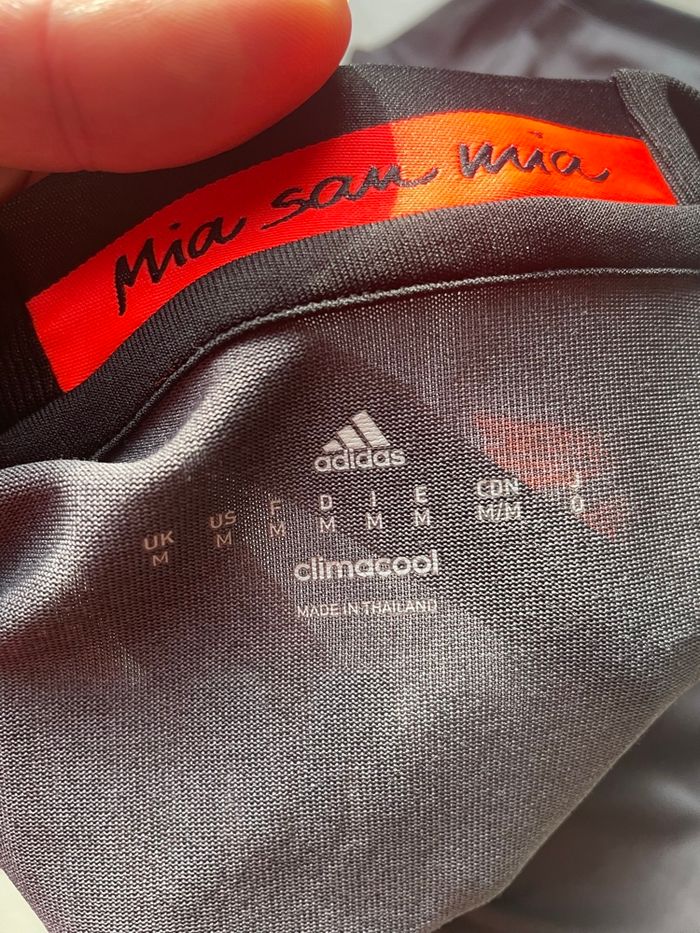 Mia san mia
adidas
UK US F D I E CDN J
M M M M M M M/M O
climacool
MADE IN THAILAND